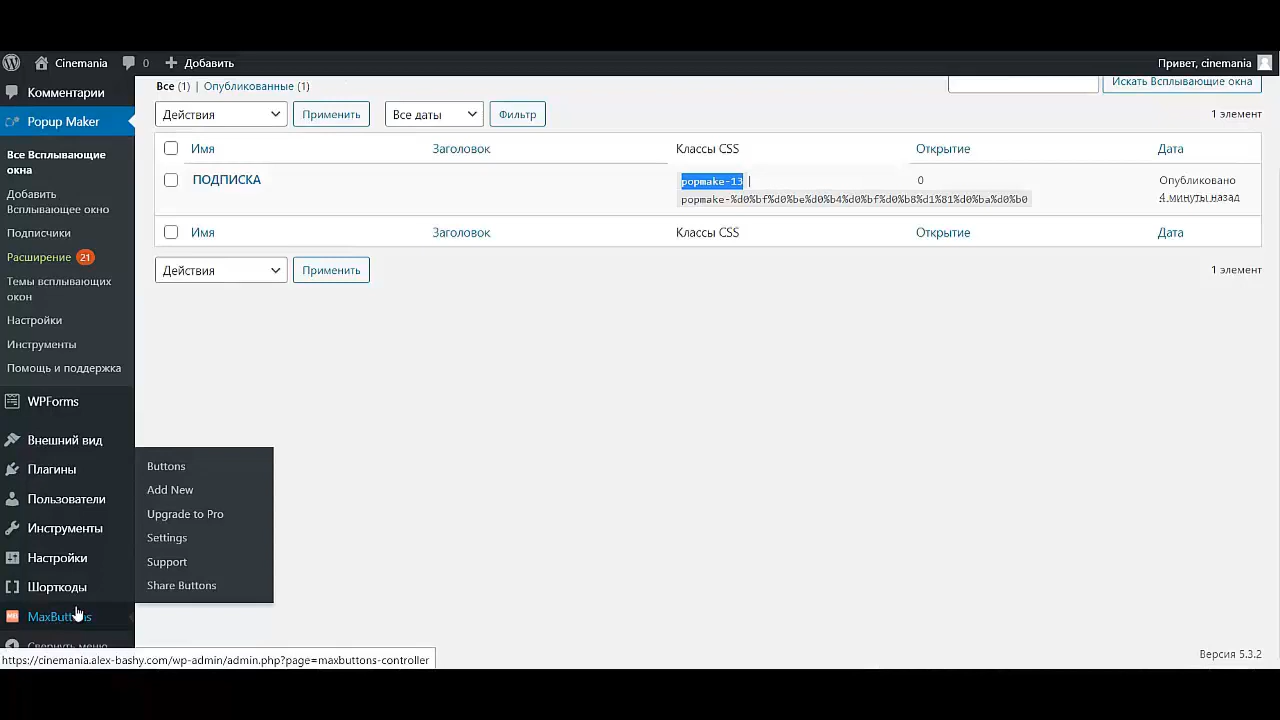 Cinemania 0 Добавить Привет, cinemania
Комментарии
Popup Maker
Все Всплывающие
окна
Добавить
Всплывающее окно
Подписчики
Расширение 21
Темы всплывающих
окон
Настройки
Инструменты
Помощь и поддержка
WPForms
Внешний вид
Плагины
Пользователи
Инструменты
Настройки
Шорткоды
MaxButtons
Свернуть меню
Buttons
Add New
Upgrade to Pro
Settings
Support
Share Buttons
Все (1) | Опубликованные (1) Искать Всплывающие окна
Действия Применить Все даты Фильтр 1 элемент
Имя Заголовок Классы CSS Открытие Дата
ПОДПИСКА popmake-13 | 0 Опубликовано
popmake-%d0%bf%d0%be%d0%b4%d0%bf%d0%b8%d1%81%d0%ba%d0%b0 4 минуты назад
Имя Заголовок Классы CSS Открытие Дата
Действия Применить 1 элемент
Версия 5.3.2
https://cinemania.alex-bashy.com/wp-admin/admin.php?page=maxbuttons-controller